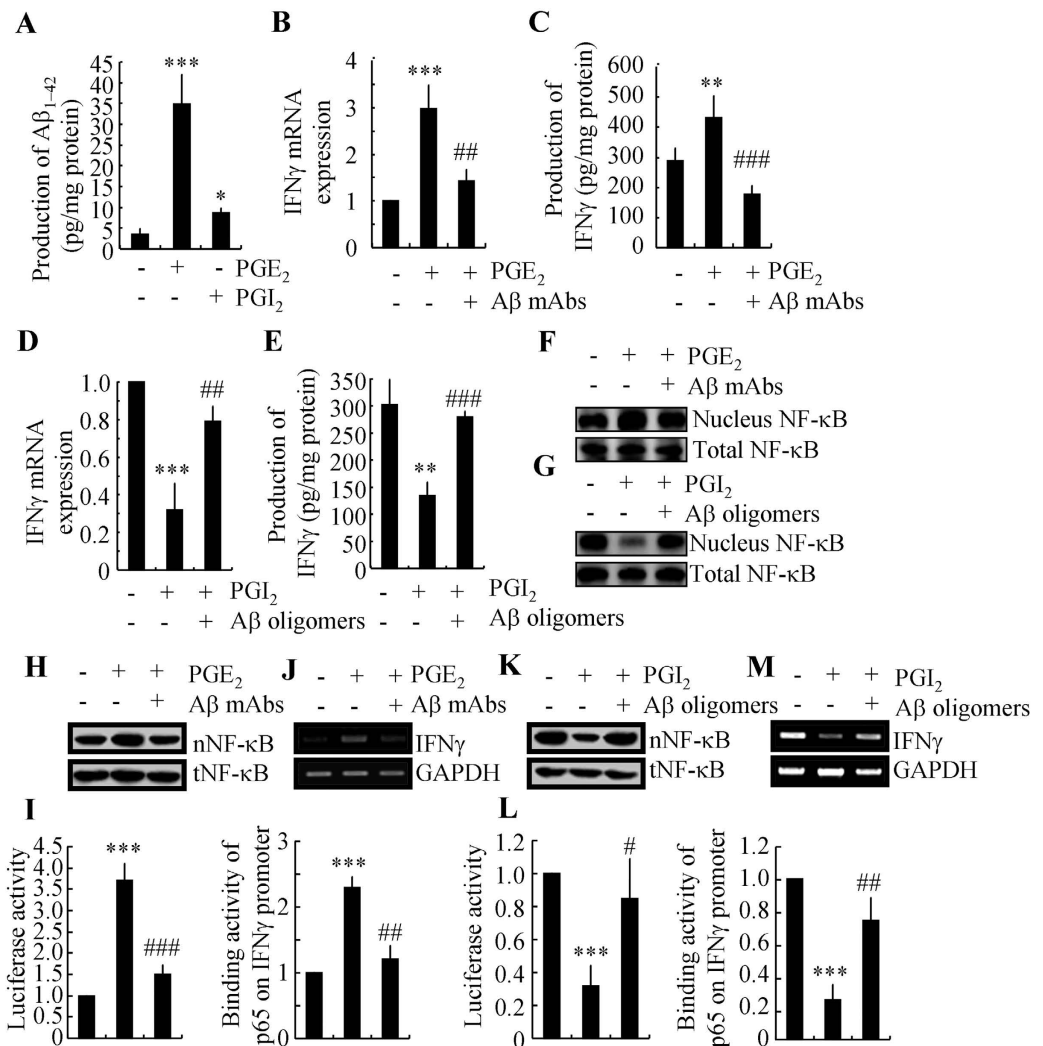 A
Production of Aβ1–42
(pg/mg protein)
45
40
35
30
25
20
15
10
5
***
*
- + - PGE2
- - + PGI2
B
IFNγ mRNA
expression
4
3
2
1
0
***
##
- + + PGE2
- - + Aβ mAbs
C
Production of
IFNγ (pg/mg protein)
600
500
400
300
200
100
0
**
###
- + + PGE2
- - + Aβ mAbs
D
IFNγ mRNA
expression
1.0
0.8
0.6
0.4
0.2
0
***
##
- + + PGI2
- - + Aβ oligomers
E
Production of
IFNγ (pg/mg protein)
350
300
250
200
150
100
50
0
**
###
- + + PGI2
- - + Aβ oligomers
F
- + + PGE2
- - + Aβ mAbs
Nucleus NF-κB
Total NF-κB
G
- + + PGI2
- - + Aβ oligomers
Nucleus NF-κB
Total NF-κB
H
- + + PGE2
- - + Aβ mAbs
nNF-κB
tNF-κB
J
- + + PGE2
- - + Aβ mAbs
IFNγ
GAPDH
K
- + + PGI2
- - + Aβ oligomers
nNF-κB
tNF-κB
M
- + + PGI2
- - + Aβ oligomers
IFNγ
GAPDH
I
Luciferase activity
4.5
4.0
3.5
3.0
2.5
2.0
1.5
1.0
0.5
0
***
###
Binding activity of
p65 on IFNγ promoter
3
2
1
0
***
##
L
Luciferase activity
1.2
1.0
0.8
0.6
0.4
0.2
0
***
#
Binding activity of
p65 on IFNγ promoter
1.2
1.0
0.8
0.6
0.4
0.2
0
***
##